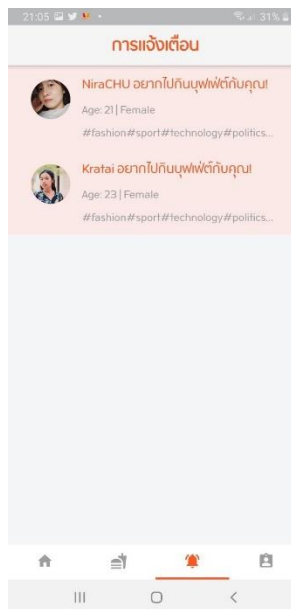 21:05 31%
การแจ้งเตือน
NiraCHU อยากไปกินบุฟเฟ่ต์กับคุณ!
Age: 21 | Female
#fashion#sport#technology#politics...
Kratai อยากไปกินบุฟเฟ่ต์กับคุณ!
Age: 23 | Female
#fashion#sport#technology#politics...